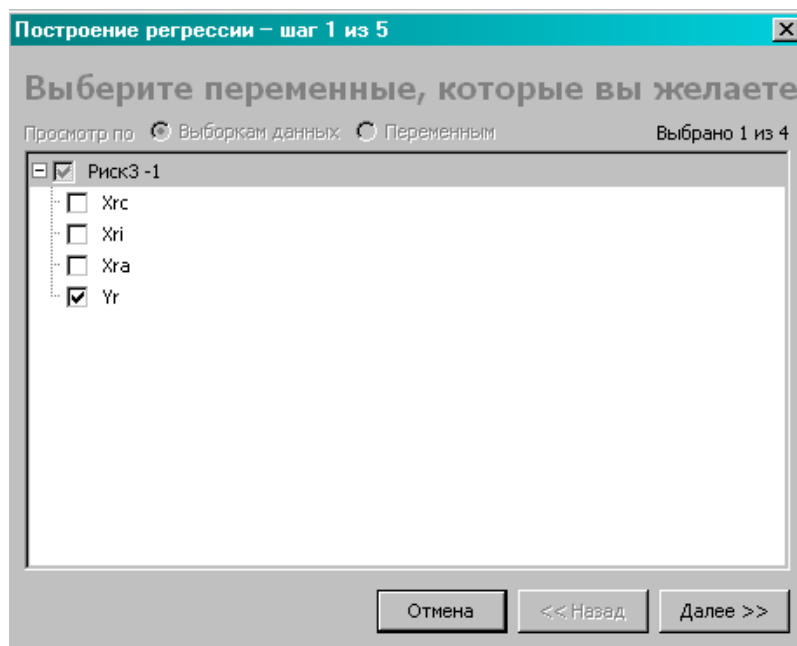 Построение регрессии – шаг 1 из 5
Выберите переменные, которые вы желаете
Просмотр по Выборкам данных Переменным Выбрано 1 из 4
Риск3 -1
Xrc
Xri
Xra
Yr
Отмена << Назад Далее >>